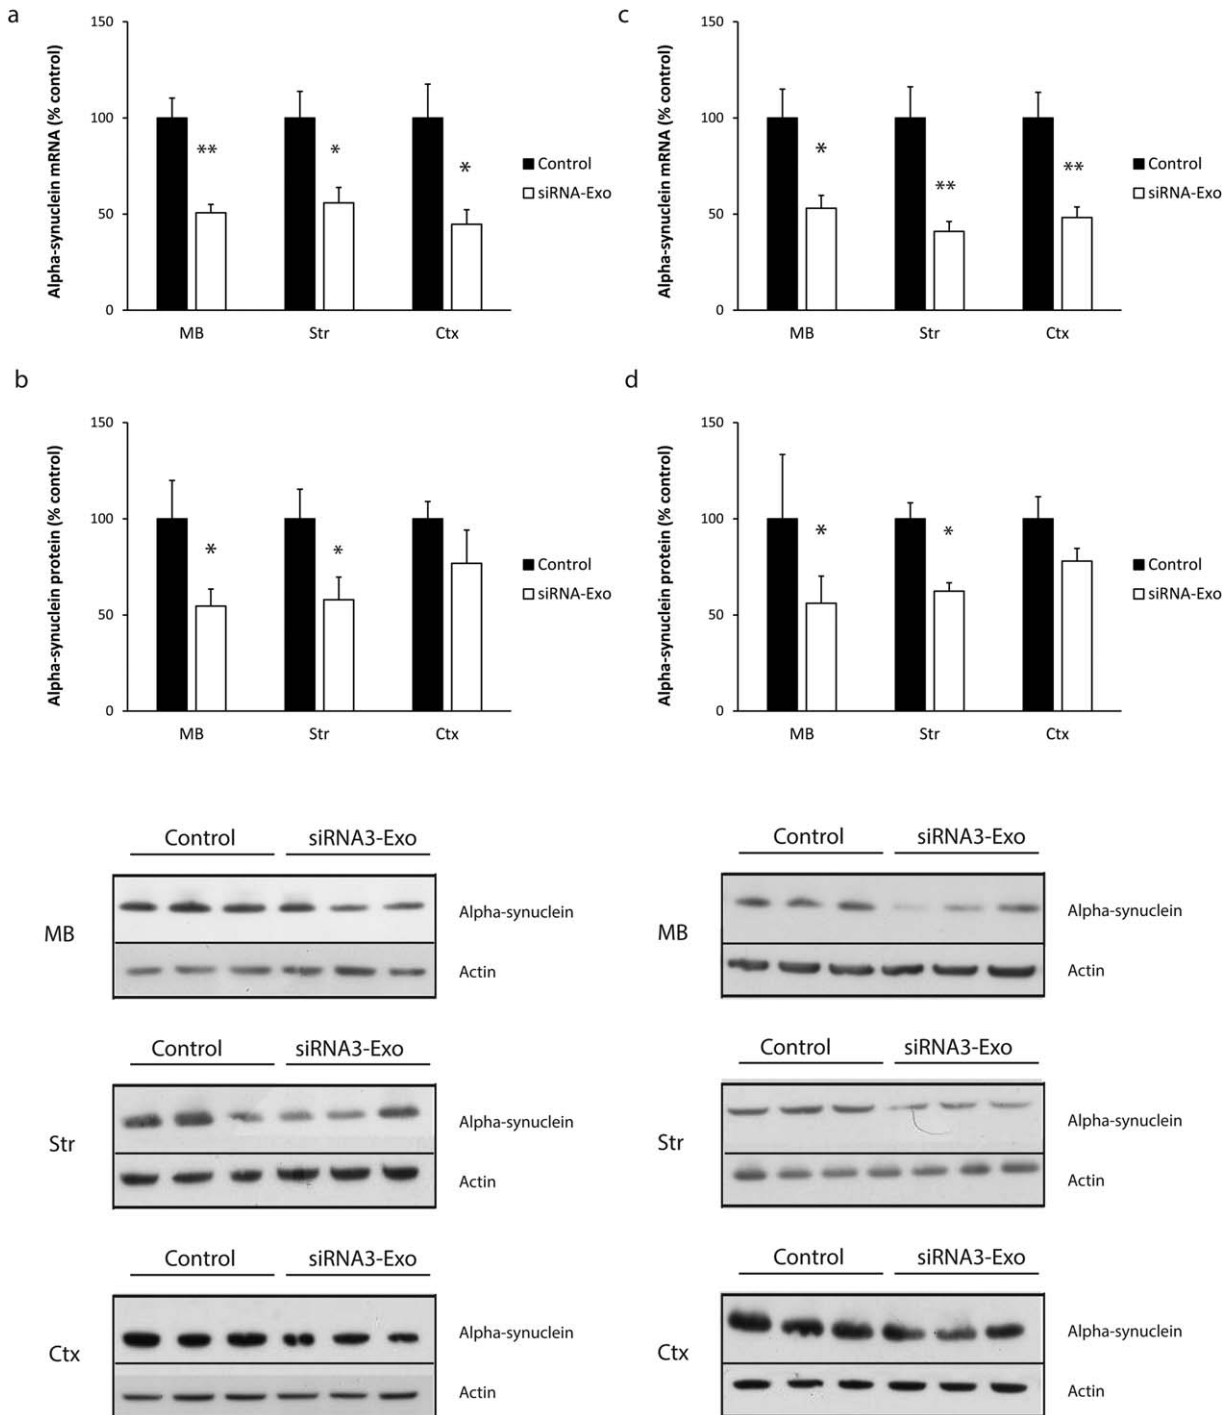 a
Alpha-synuclein mRNA (% control)
150
100
50
0
** * *
MB Str Ctx
Control
siRNA-Exo
c
Alpha-synuclein mRNA (% control)
150
100
50
0
* ** **
MB Str Ctx
Control
siRNA-Exo
b
Alpha-synuclein protein (% control)
150
100
50
0
* *
MB Str Ctx
Control
siRNA-Exo
d
Alpha-synuclein protein (% control)
150
100
50
0
* *
MB Str Ctx
Control
siRNA-Exo
Control siRNA3-Exo
MB
Alpha-synuclein
Actin
Control siRNA3-Exo
Str
Alpha-synuclein
Actin
Control siRNA3-Exo
Ctx
Alpha-synuclein
Actin
Control siRNA3-Exo
MB
Alpha-synuclein
Actin
Control siRNA3-Exo
Str
Alpha-synuclein
Actin
Control siRNA3-Exo
Ctx
Alpha-synuclein
Actin